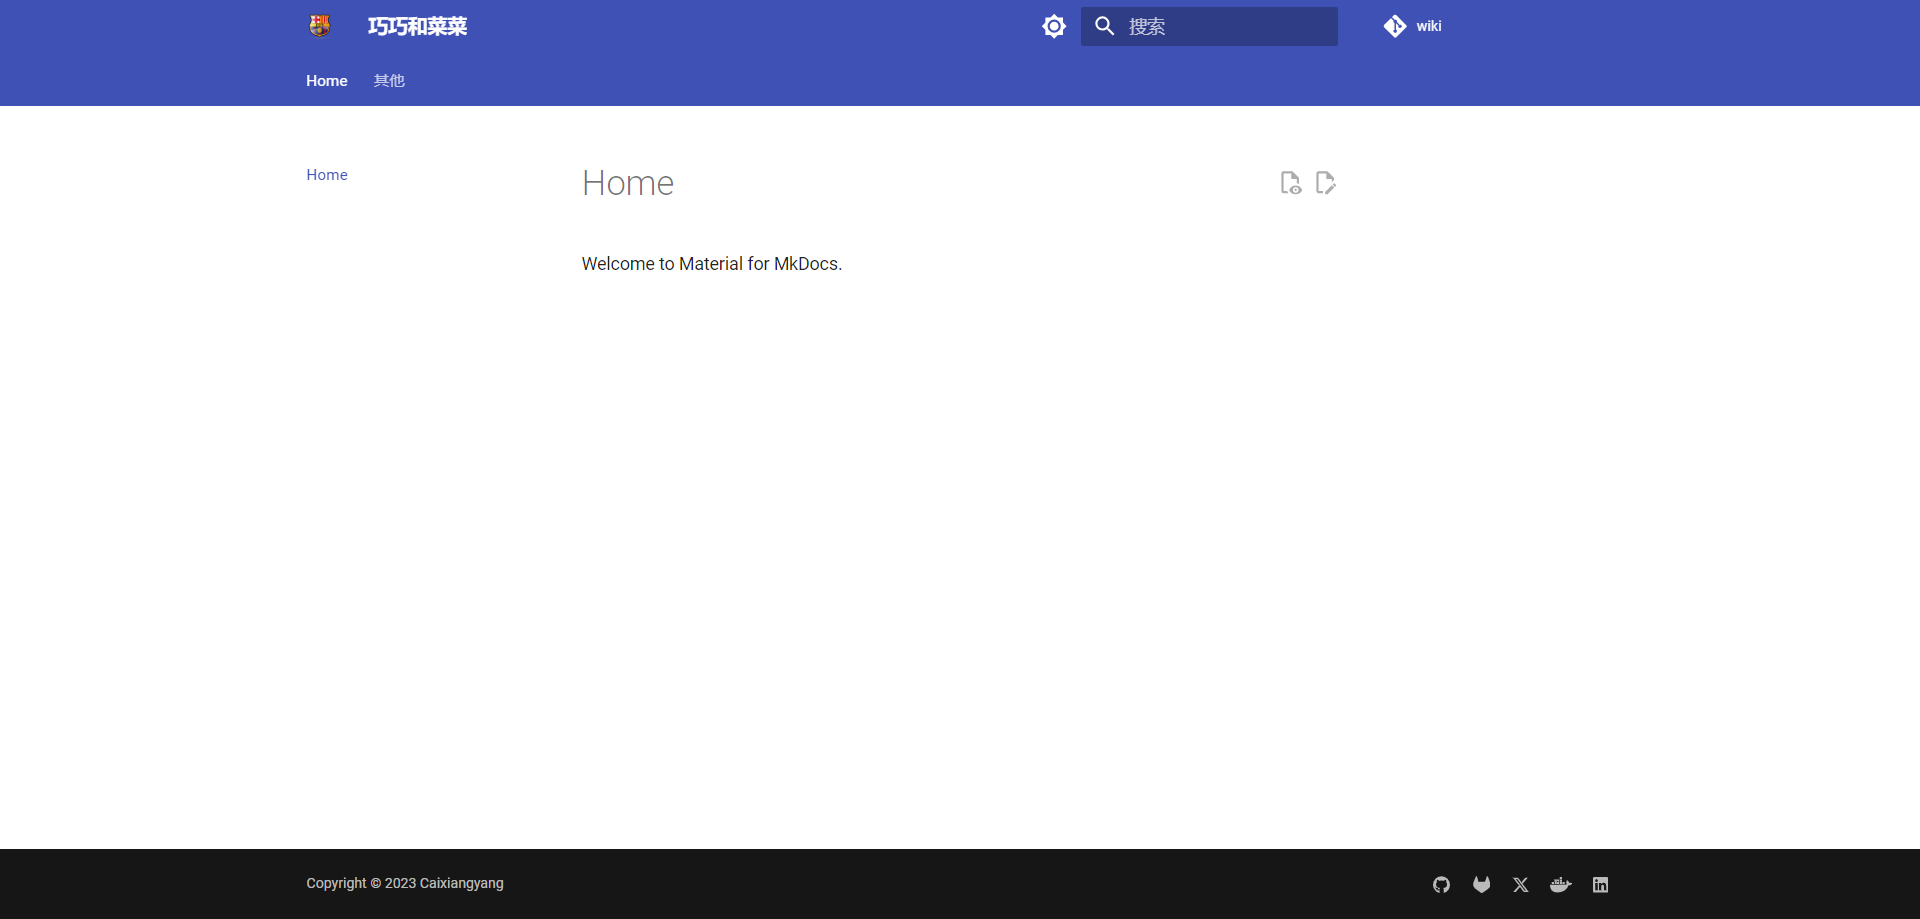 巧巧和菜菜
搜索
wiki
Home
其他
Home
Home
Welcome to Material for MkDocs.
Copyright © 2023 Caixiangyang